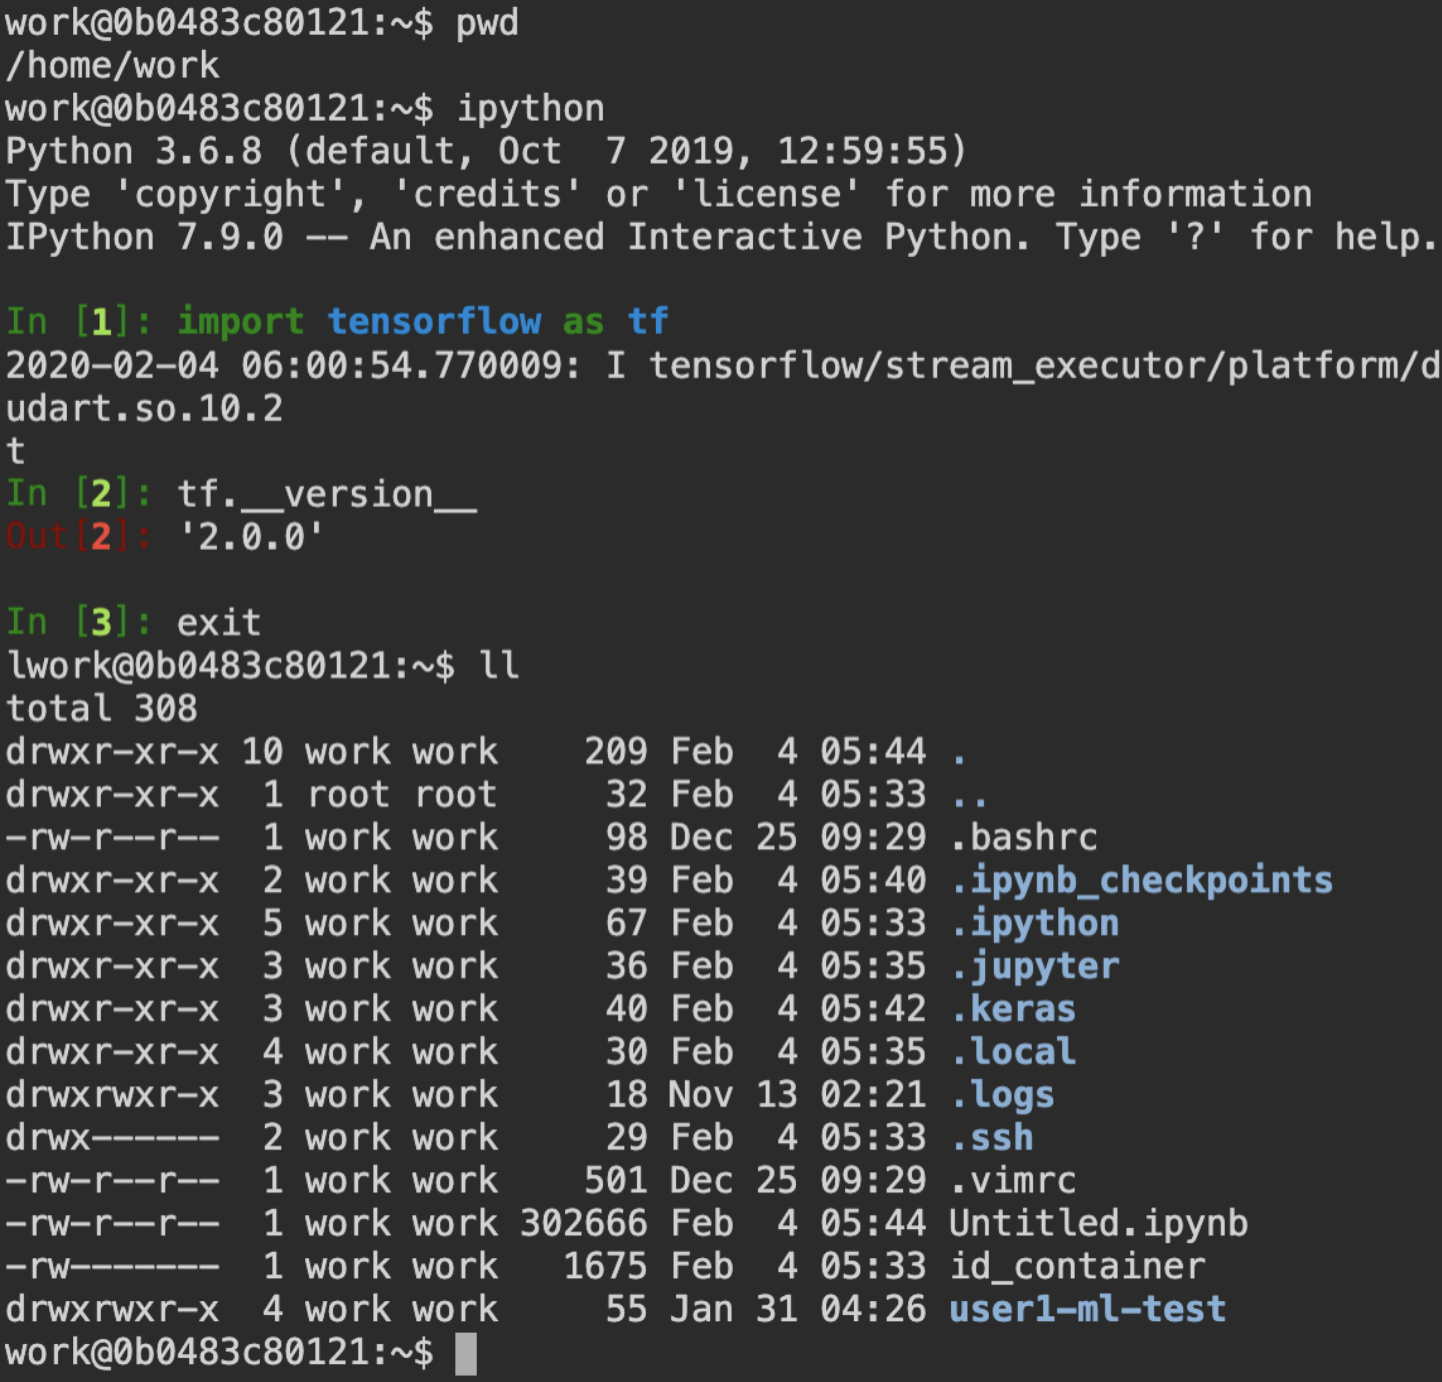 work@0b0483c80121:~$ pwd
/home/work
work@0b0483c80121:~$ ipython
Python 3.6.8 (default, Oct  7 2019, 12:59:55)
Type 'copyright', 'credits' or 'license' for more information
IPython 7.9.0 -- An enhanced Interactive Python. Type '?' for help.
In [1]: import tensorflow as tf
2020-02-04 06:00:54.770009: I tensorflow/stream_executor/platform/d
udart.so.10.2
t
In [2]: tf.__version__
Out[2]: '2.0.0'
In [3]: exit
lwork@0b0483c80121:~$ ll
total 308
drwxr-xr-x 10 work work    209 Feb  4 05:44 .
drwxr-xr-x  1 root root     32 Feb  4 05:33 ..
-rw-r--r--  1 work work     98 Dec 25 09:29 .bashrc
drwxr-xr-x  2 work work     39 Feb  4 05:40 .ipynb_checkpoints
drwxr-xr-x  5 work work     67 Feb  4 05:33 .ipython
drwxr-xr-x  3 work work     36 Feb  4 05:35 .jupyter
drwxr-xr-x  3 work work     40 Feb  4 05:42 .keras
drwxr-xr-x  4 work work     30 Feb  4 05:35 .local
drwxrwxr-x  3 work work     18 Nov 13 02:21 .logs
drwx------  2 work work     29 Feb  4 05:33 .ssh
-rw-r--r--  1 work work    501 Dec 25 09:29 .vimrc
-rw-r--r--  1 work work 302666 Feb  4 05:44 Untitled.ipynb
-rw-------  1 work work   1675 Feb  4 05:33 id_container
drwxrwxr-x  4 work work     55 Jan 31 04:26 user1-ml-test
work@0b0483c80121:~$